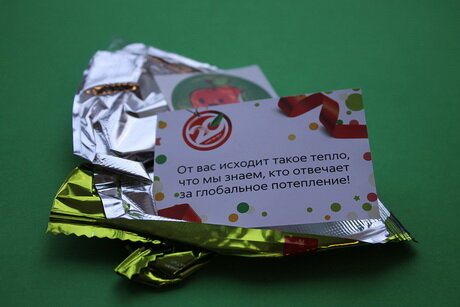 От вас исходит такое тепло,
что мы знаем, кто отвечает
за глобальное потепление!